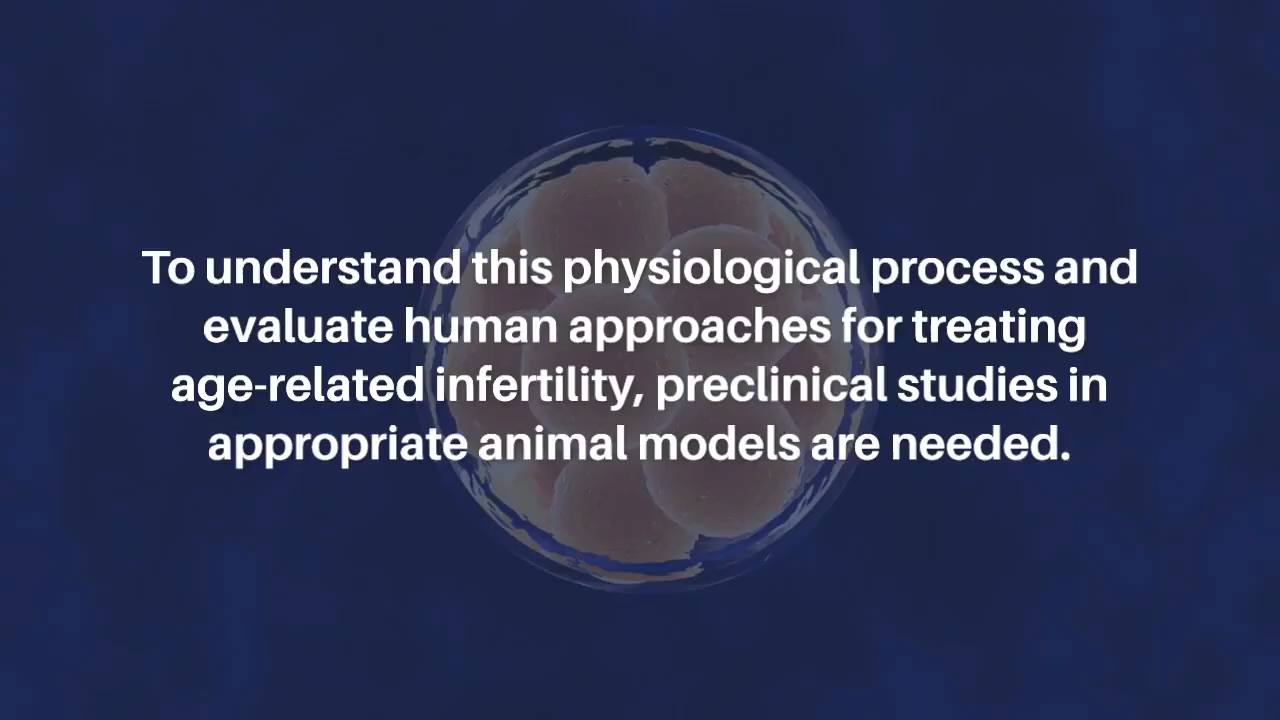 To understand this physiological process and
evaluate human approaches for treating
age-related infertility, preclinical studies in
appropriate animal models are needed.